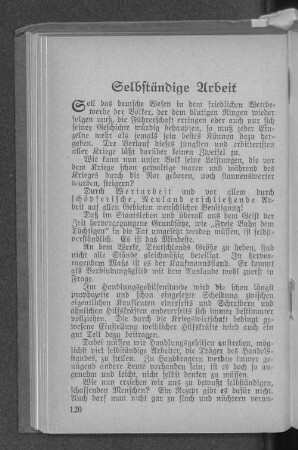 Selbständige Arbeit
Soll das deutsche Wesen in dem friedlichen Wettbe-
werbe der Völker, der dem blutigen Ringen wieder
folgen muß, die Führerschaft erringen oder auch nur sich
seiner Geschichte würdig behaupten, so muß jeder Ein-
zelne mehr als jemals sein bestes Können dazu her-
geben. Der Verlauf dieses jüngsten und erbittertsten
aller Kriege läßt darüber keinen Zweifel zu.
Wie kann nun unser Volk seine Leistungen, die vor
dem Kriege schon gewaltige waren und während des
Krieges durch die Not geboren, noch staunenswerter
wurden, steigern?
Durch Wertarbeit und vor allem durch
schöpferische, Neuland erschließende Arbeit
auf allen Gebieten menschlicher Betätigung!
Daß im Staatsleben und überall aus dem Geist der
Zeit hervorgegangene Grundsätze, wie „Freie Bahn dem
Tüchtigen“ in die Tat umgesetzt werden müssen, ist selbst-
verständlich. Es ist das Mindeste.
An dem Werke, Deutschlands Größe zu heben, sind
nicht alle Stände gleichmäßig beteiligt. In hervor-
ragendem Maße ist es der Kaufmannsstand. Er kommt
als Verbindungsglied mit dem Auslande wohl zuerst in
Frage.
Im Handlungsgehilfenstande wird die schon längst
prophezeite und schon eingesetzte Scheidung zwischen
eigentlichen Kaufleuten einerseits und Schreibern und
ähnlichen Hilfskräften anderseits sich immer bestimmter
vollziehen. Die durch die Kriegswirtschaft bedingt ge-
wesene Einstellung weiblicher Hilfskräfte wird auch ein
gut Teil dazu beitragen.
Dabei müssen wir Handlungsgehilfen anstreben, mög-
lichst viel selbständige Arbeiter, die Träger des Handels-
standes, zu stellen. Zu Handlangern werden immer ge-
nügend andere Leute bereit sein, denn es ist doch so an-
genehm und leicht, nicht selbst denken zu müssen.
Wie nun erziehen wir uns zu bewußt selbständigen,
schaffenden Menschen? Ein Rezept gibt es dafür nicht.
Auch darf man nicht gar zu flach und nüchtern veran-
120